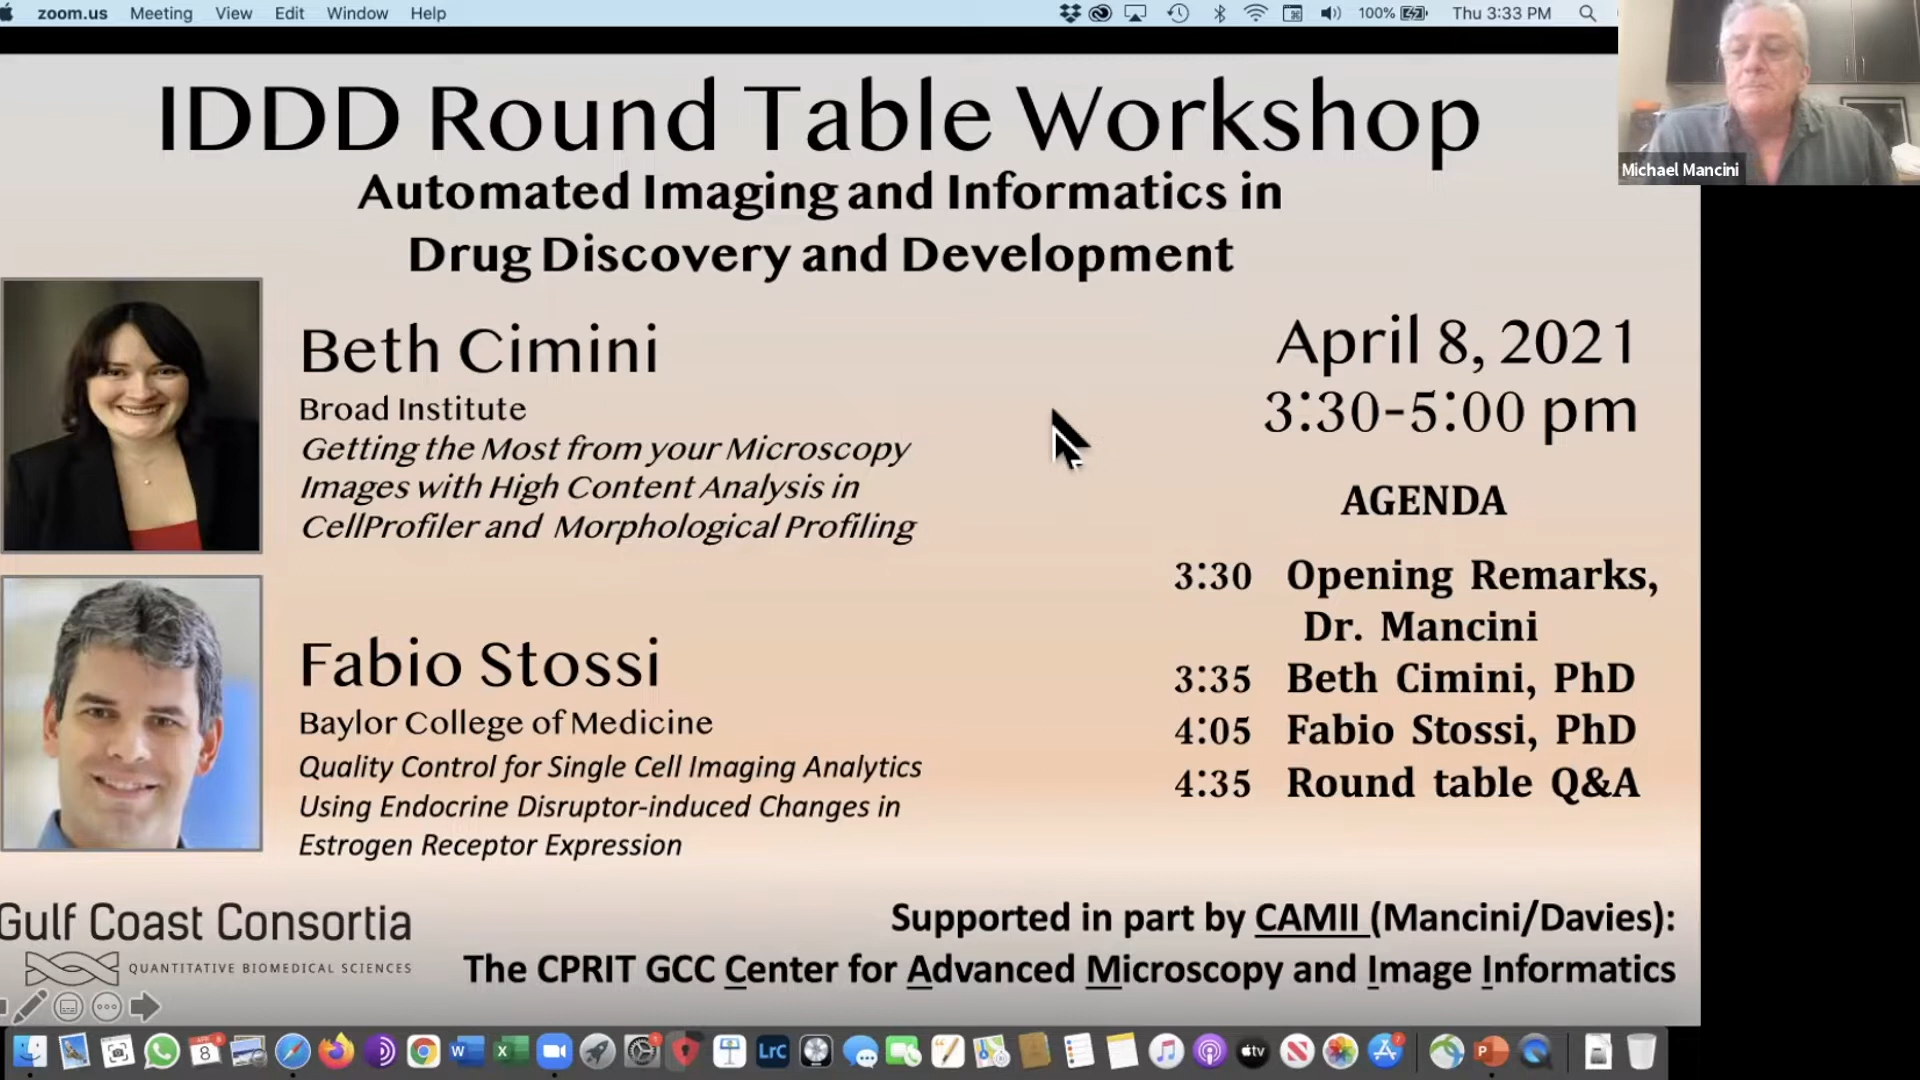 zoom.us Meeting View Edit Window Help 100% Thu 3:33 PM
Michael Mancini
IDDD Round Table Workshop
Automated Imaging and Informatics in
Drug Discovery and Development
Beth Cimini
Broad Institute
Getting the Most from your Microscopy
Images with High Content Analysis in
CellProfiler and Morphological Profiling
Fabio Stossi
Baylor College of Medicine
Quality Control for Single Cell Imaging Analytics
Using Endocrine Disruptor-induced Changes in
Estrogen Receptor Expression
April 8, 2021
3:30-5:00 pm
AGENDA
3:30 Opening Remarks,
Dr. Mancini
3:35 Beth Cimini, PhD
4:05 Fabio Stossi, PhD
4:35 Round table Q&A
Gulf Coast Consortia
QUANTITATIVE BIOMEDICAL SCIENCES
Supported in part by CAMII (Mancini/Davies):
The CPRIT GCC Center for Advanced Microscopy and Image Informatics
8 W X LrC tv P